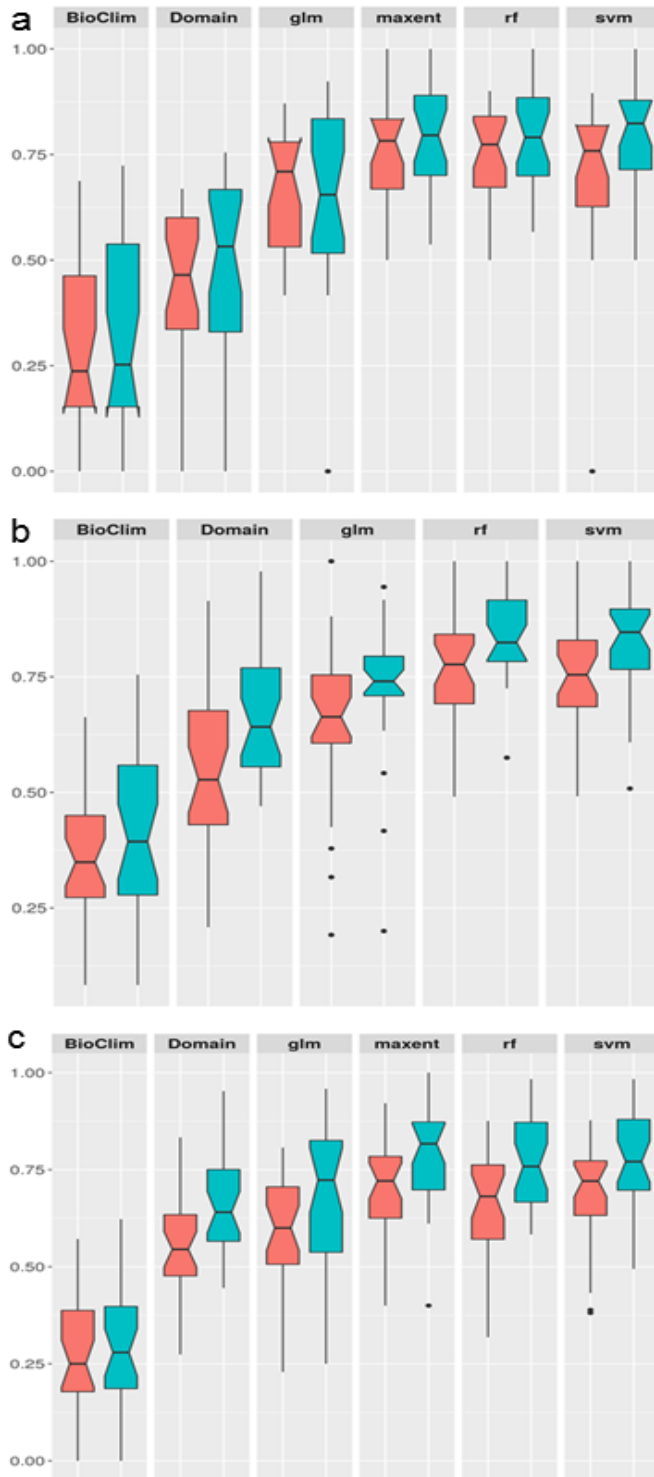 a
BioClim Domain glm maxent rf svm
1.00-
0.75-
0.50-
0.25-
0.00-
b
BioClim Domain glm rf svm
1.00-
0.75-
0.50-
0.25-
c
BioClim Domain glm maxent rf svm
1.00-
0.75-
0.50-
0.25-
0.00-